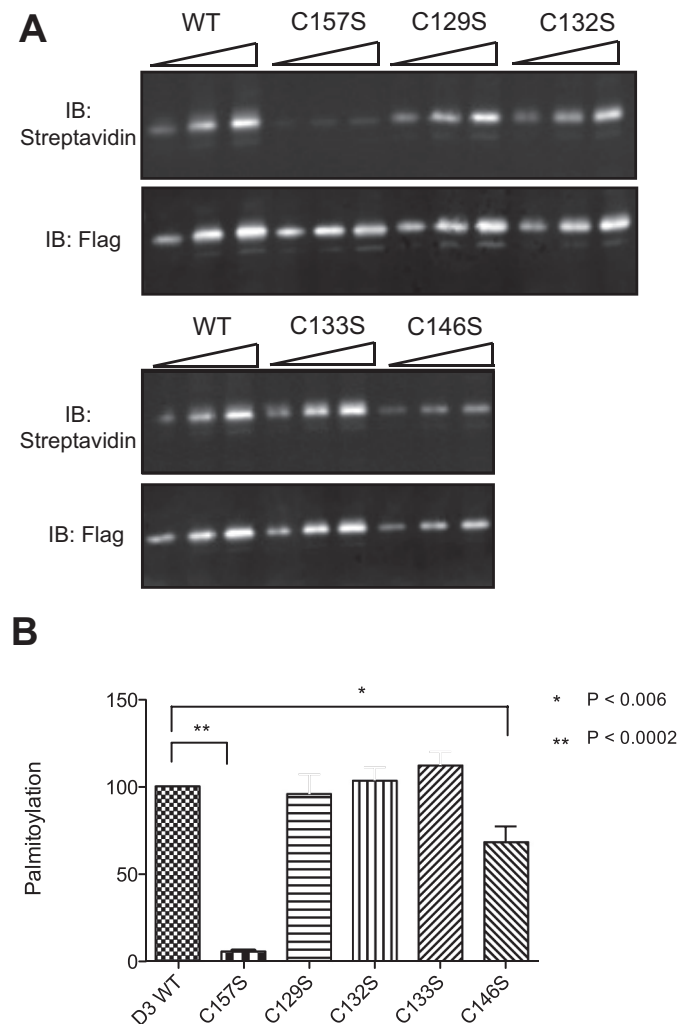 A
WT C157S C129S C132S
IB:
Streptavidin
IB: Flag
WT C133S C146S
IB:
Streptavidin
IB: Flag
B
* P < 0.006
** P < 0.0002
*
**
Palmitoylation
150
100
50
0
D3 WT C157S C129S C132S C133S C146S